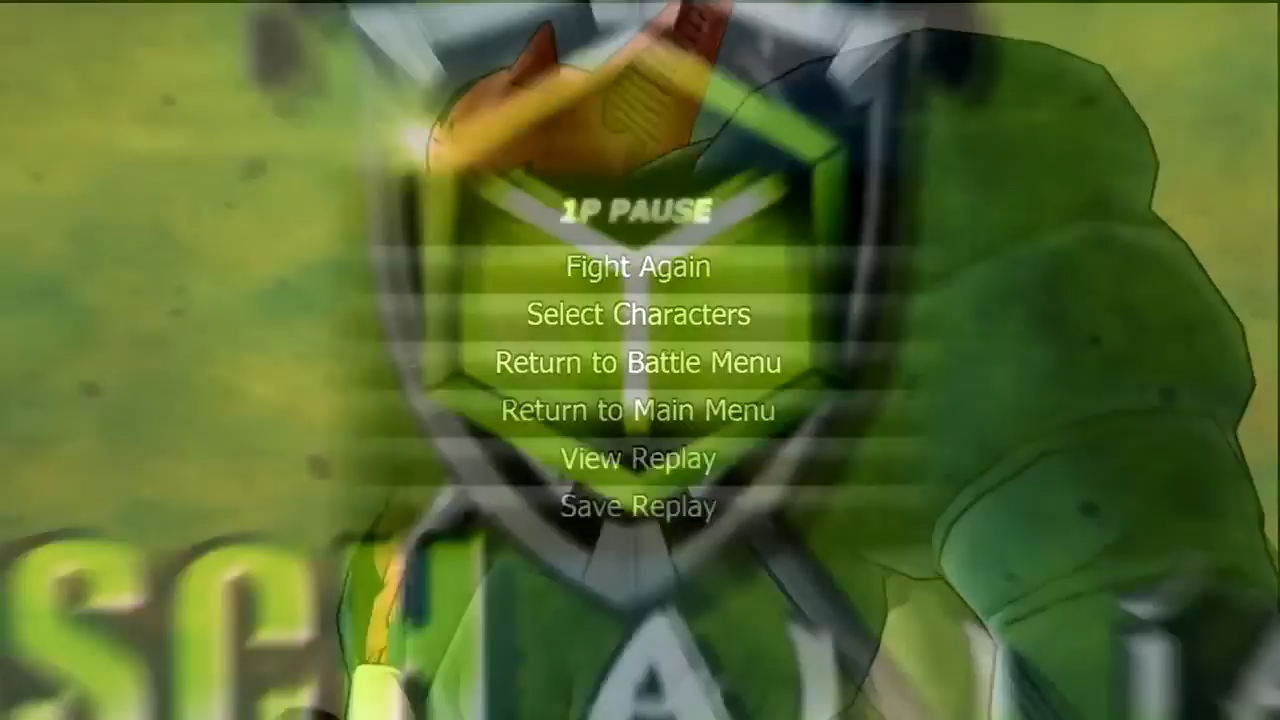 1P PAUSE
Fight Again
Select Characters
Return to Battle Menu
Return to Main Menu
View Replay
Save Replay